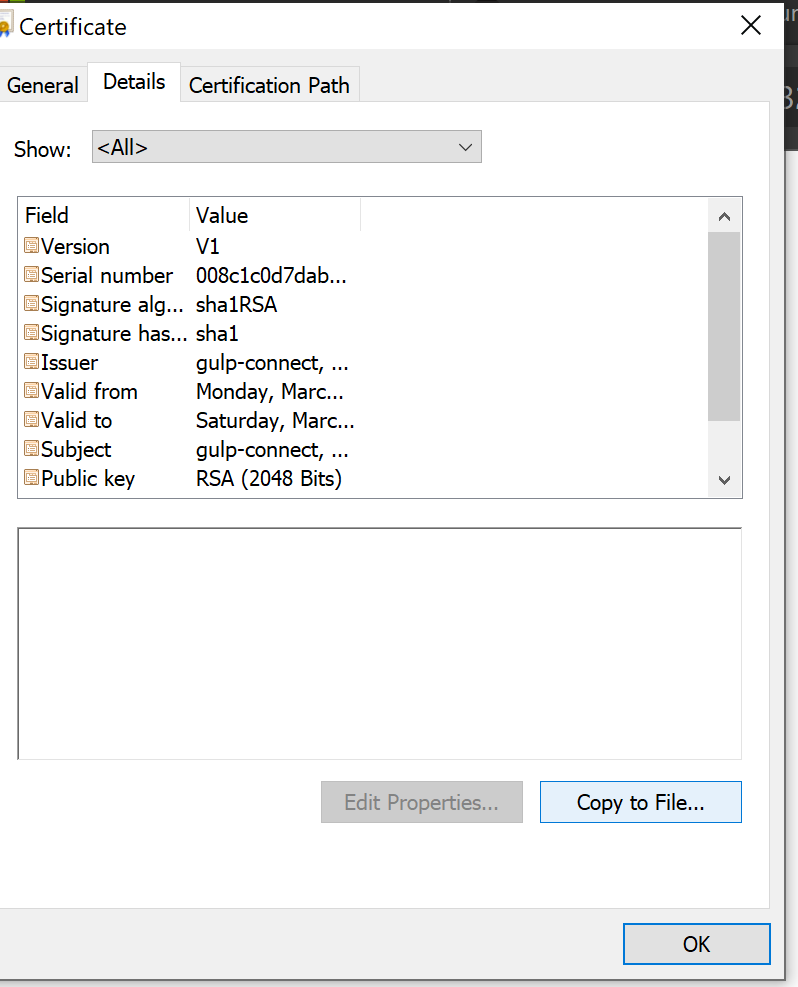 Certificate
General Details Certification Path
Show: <All>
Field Value
Version V1
Serial number 008c1c0d7dab...
Signature alg... sha1RSA
Signature has... sha1
Issuer gulp-connect, ...
Valid from Monday, Marc...
Valid to Saturday, Marc...
Subject gulp-connect, ...
Public key RSA (2048 Bits)
Edit Properties... Copy to File...
OK